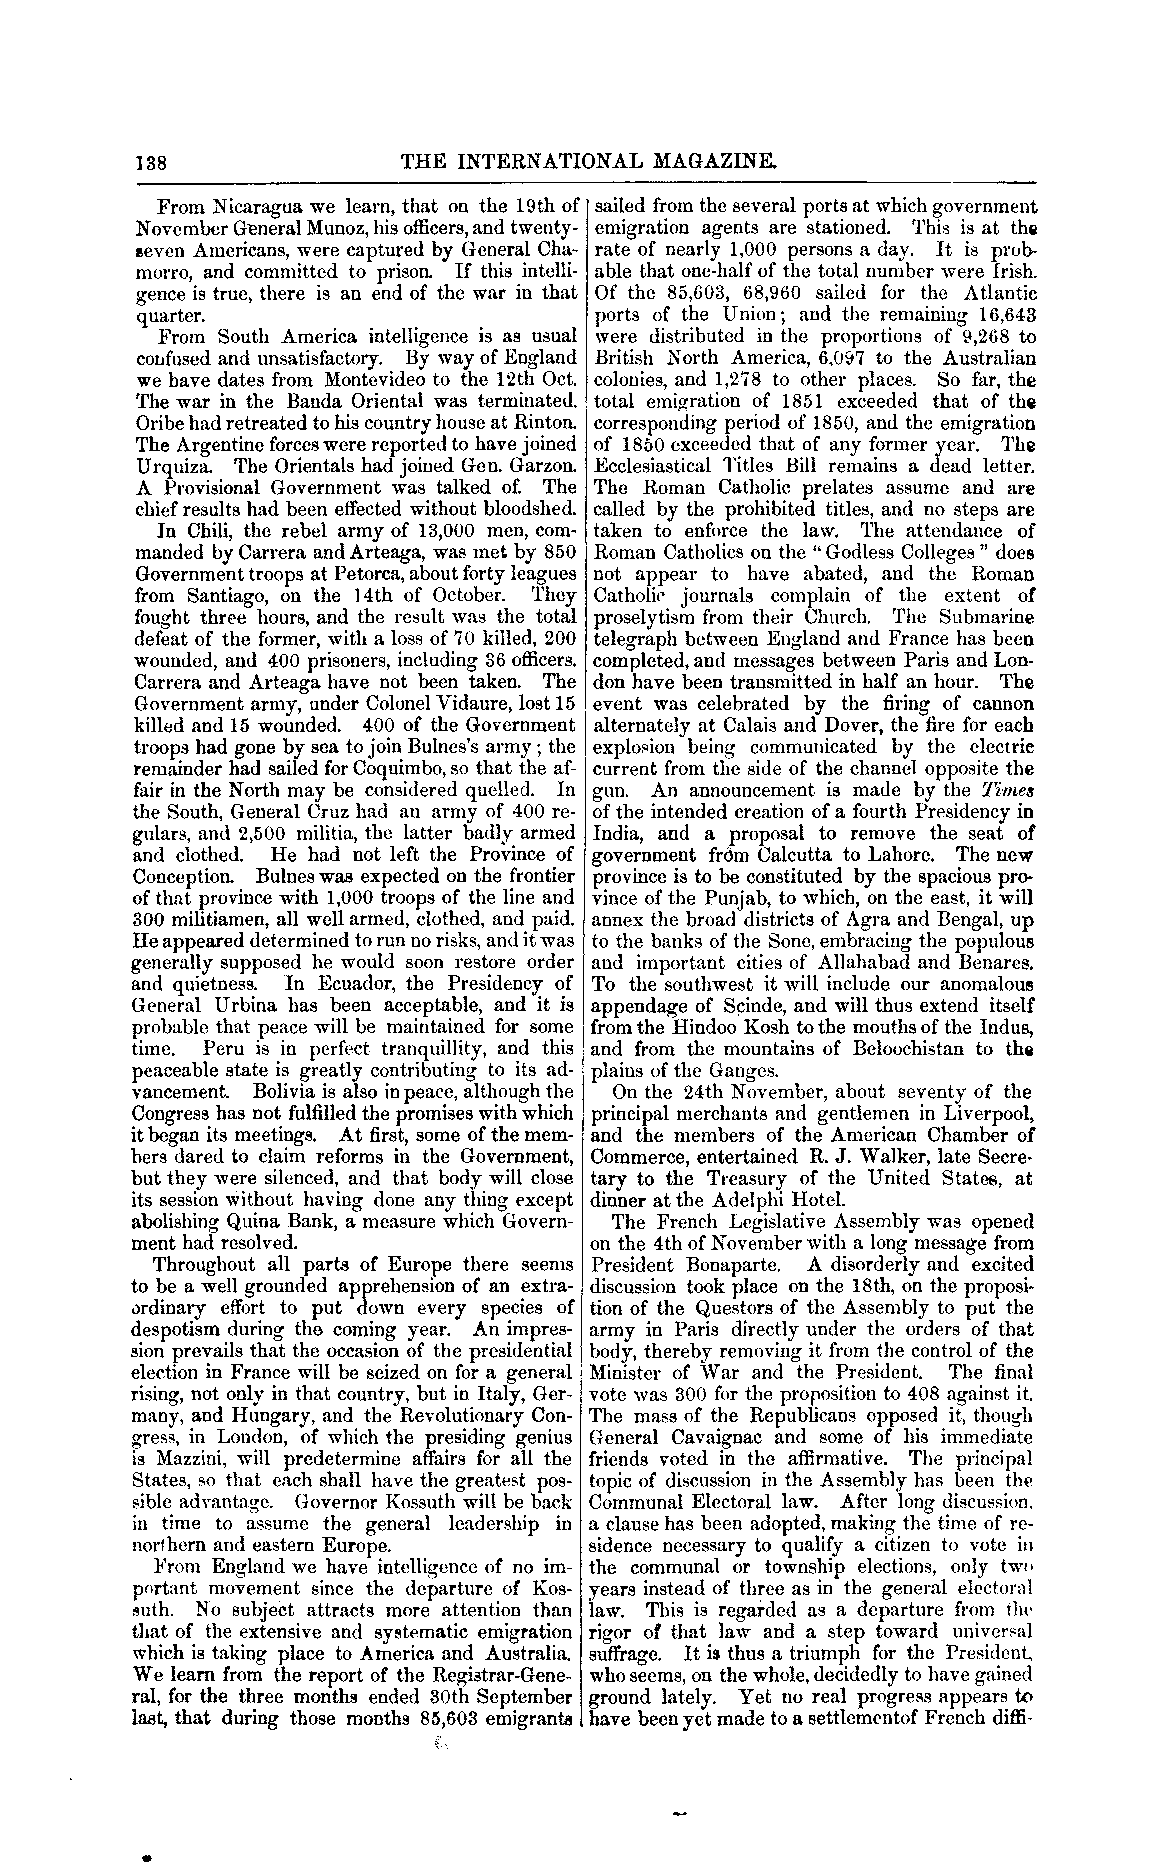 138 THE INTERNATIONAL MAGAZINE.
From Nicaragua we learn, that on the 19th of
November General Munoz, his officers, and twenty-
seven Americans, were captured by General Cha-
morro, and committed to prison. If this intelli-
gence is true, there is an end of the war in that
quarter.
From South America intelligence is as usual
confused and unsatisfactory. By way of England
we have dates from Montevideo to the 12th Oct.
The war in the Banda Oriental was terminated.
Oribe had retreated to his country house at Rinton.
The Argentine forces were reported to have joined
Urquiza. The Orientals had joined Gen. Garzon.
A Provisional Government was talked of. The
chief results had been effected without bloodshed.
In Chili, the rebel army of 13,000 men, com-
manded by Carrera and Arteaga, was met by 850
Government troops at Petorca, about forty leagues
from Santiago, on the 14th of October. They
fought three hours, and the result was the total
defeat of the former, with a loss of 70 killed, 200
wounded, and 400 prisoners, including 36 officers.
Carrera and Arteaga have not been taken. The
Government army, under Colonel Vidaure, lost 15
killed and 15 wounded. 400 of the Government
troops had gone by sea to join Bulnes's army; the
remainder had sailed for Coquimbo, so that the af-
fair in the North may be considered quelled. In
the South, General Cruz had an army of 400 re-
gulars, and 2,500 militia, the latter badly armed
and clothed. He had not left the Province of
Conception. Bulnes was expected on the frontier
of that province with 1,000 troops of the line and
300 militiamen, all well armed, clothed, and paid.
He appeared determined to run no risks, and it was
generally supposed he would soon restore order
and quietness. In Ecuador, the Presidency of
General Urbina has been acceptable, and it is
probable that peace will be maintained for some
time. Peru is in perfect tranquillity, and this
peaceable state is greatly contributing to its ad-
vancement. Bolivia is also in peace, although the
Congress has not fulfilled the promises with which
it began its meetings. At first, some of the mem-
bers dared to claim reforms in the Government,
but they were silenced, and that body will close
its session without having done any thing except
abolishing Quina Bank, a measure which Govern-
ment had resolved.
Throughout all parts of Europe there seems
to be a well grounded apprehension of an extra-
ordinary effort to put down every species of
despotism during the coming year. An impres-
sion prevails that the occasion of the presidential
election in France will be seized on for a general
rising, not only in that country, but in Italy, Ger-
many, and Hungary, and the Revolutionary Con-
gress, in London, of which the presiding genius
is Mazzini, will predetermine affairs for all the
States, so that each shall have the greatest pos-
sible advantage. Governor Kossuth will be back
in time to assume the general leadership in
northern and eastern Europe.
From England we have intelligence of no im-
portant movement since the departure of Kos-
suth. No subject attracts more attention than
that of the extensive and systematic emigration
which is taking place to America and Australia.
We learn from the report of the Registrar-Gene-
ral, for the three months ended 30th September
last, that during those months 85,603 emigrants
sailed from the several ports at which government
emigration agents are stationed. This is at the
rate of nearly 1,000 persons a day. It is prob-
able that one-half of the total number were Irish.
Of the 85,603, 68,960 sailed for the Atlantic
ports of the Union; and the remaining 16,643
were distributed in the proportions of 9,268 to
British North America, 6,097 to the Australian
colonies, and 1,278 to other places. So far, the
total emigration of 1851 exceeded that of the
corresponding period of 1850, and the emigration
of 1850 exceeded that of any former year. The
Ecclesiastical Titles Bill remains a dead letter.
The Roman Catholic prelates assume and are
called by the prohibited titles, and no steps are
taken to enforce the law. The attendance of
Roman Catholics on the "Godless Colleges" does
not appear to have abated, and the Roman
Catholic journals complain of the extent of
proselytism from their Church. The Submarine
telegraph between England and France has been
completed, and messages between Paris and Lon-
don have been transmitted in half an hour. The
event was celebrated by the firing of cannon
alternately at Calais and Dover, the fire for each
explosion being communicated by the electric
current from the side of the channel opposite the
gun. An announcement is made by the Times
of the intended creation of a fourth Presidency in
India, and a proposal to remove the seat of
government from Calcutta to Lahore. The new
province is to be constituted by the spacious pro-
vince of the Punjab, to which, on the east, it will
annex the broad districts of Agra and Bengal, up
to the banks of the Sone, embracing the populous
and important cities of Allahabad and Benares.
To the southwest it will include our anomalous
appendage of Scinde, and will thus extend itself
from the Hindoo Kosh to the mouths of the Indus,
and from the mountains of Beloochistan to the
plains of the Ganges.
On the 24th November, about seventy of the
principal merchants and gentlemen in Liverpool,
and the members of the American Chamber of
Commerce, entertained R. J. Walker, late Secre-
tary to the Treasury of the United States, at
dinner at the Adelphi Hotel.
The French Legislative Assembly was opened
on the 4th of November with a long message from
President Bonaparte. A disorderly and excited
discussion took place on the 18th, on the proposi-
tion of the Questors of the Assembly to put the
army in Paris directly under the orders of that
body, thereby removing it from the control of the
Minister of War and the President. The final
vote was 300 for the proposition to 408 against it.
The mass of the Republicans opposed it, though
General Cavaignac and some of his immediate
friends voted in the affirmative. The principal
topic of discussion in the Assembly has been the
Communal Electoral law. After long discussion,
a clause has been adopted, making the time of re-
sidence necessary to qualify a citizen to vote in
the communal or township elections, only two
years instead of three as in the general electoral
law. This is regarded as a departure from the
rigor of that law and a step toward universal
suffrage. It is thus a triumph for the President,
who seems, on the whole, decidedly to have gained
ground lately. Yet no real progress appears to
have been yet made to a settlementof French diffi-